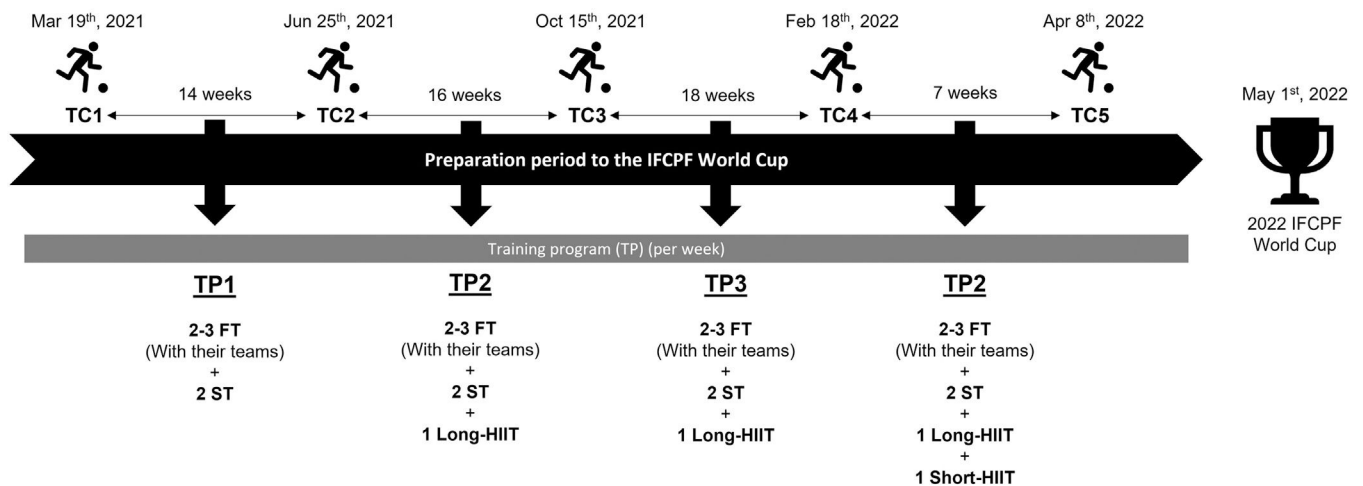 Mar 19th, 2021
Jun 25th, 2021
Oct 15th, 2021
Feb 18th, 2022
Apr 8th, 2022
14 weeks
16 weeks
18 weeks
7 weeks
TC1
TC2
TC3
TC4
TC5
May 1st, 2022
Preparation period to the IFCPF World Cup
2022 IFCPF
World Cup
Training program (TP) (per week)
TP1
2-3 FT
(With their teams)
+
2 ST
TP2
2-3 FT
(With their teams)
+
2 ST
+
1 Long-HIIT
TP3
2-3 FT
(With their teams)
+
2 ST
+
1 Long-HIIT
TP2
2-3 FT
(With their teams)
+
2 ST
+
1 Long-HIIT
+
1 Short-HIIT